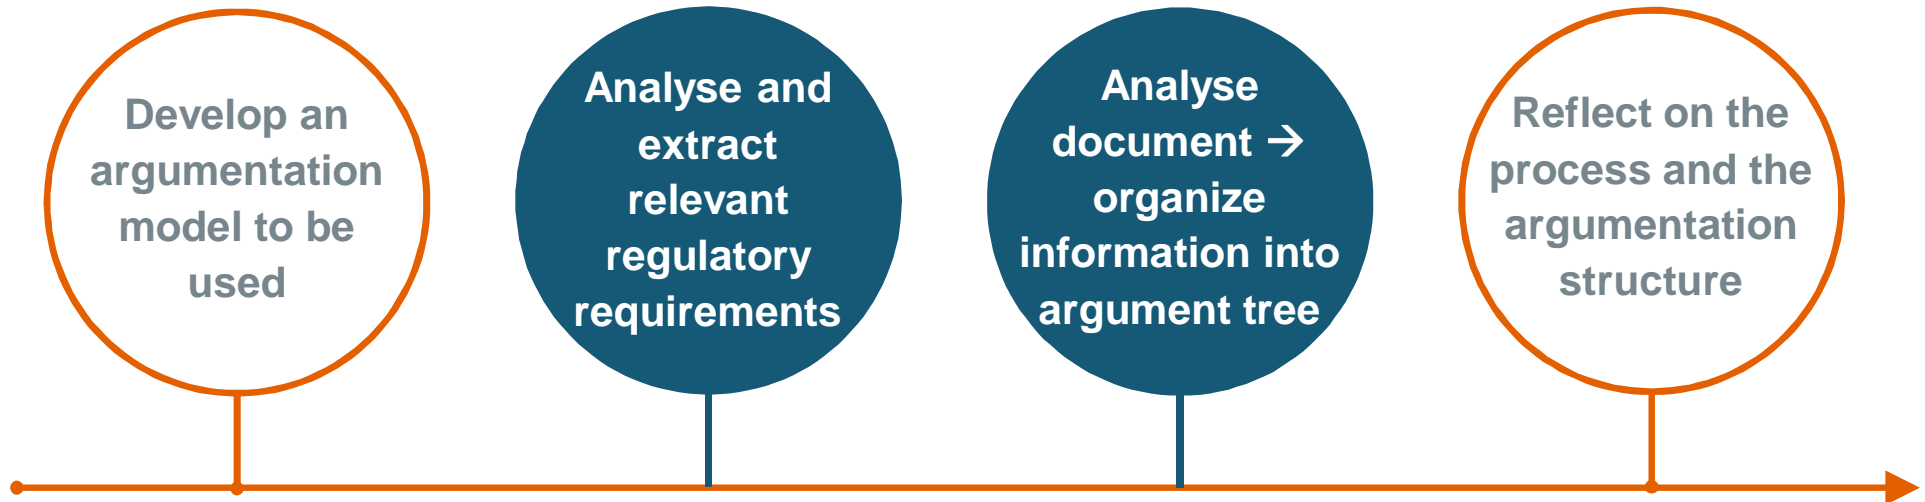 Develop an
argumentation
model to be
used
Analyse and
extract
relevant
regulatory
requirements
Analyse
document →
organize
information into
argument tree
Reflect on the
process and the
argumentation
structure